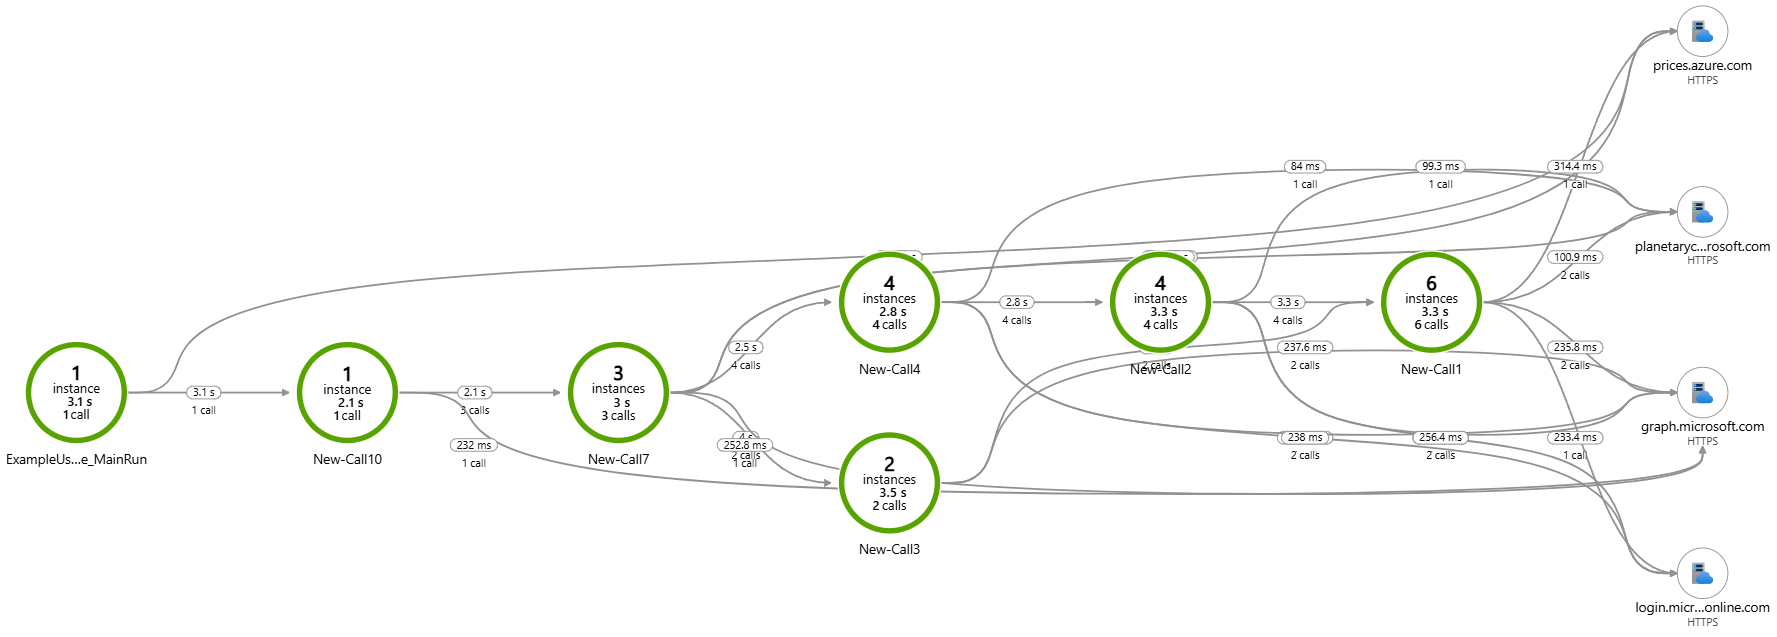 prices.azure.com
HTTPS
84 ms
1 call
99.3 ms
1 call
314.4 ms
1 call
planetaryc...rosoft.com
HTTPS
100.9 ms
2 calls
4
instances
2.8 s
4 calls
New-Call4
2.8 s
4 calls
4
instances
3.3 s
4 calls
New-Call2
2 calls
3.3 s
4 calls
6
instances
3.3 s
6 calls
New-Call1
2.5 s
4 calls
237.6 ms
2 calls
235.8 ms
2 calls
1
instance
3.1 s
1 call
ExampleUs...e_MainRun
3.1 s
1 call
1
instance
2.1 s
1 call
New-Call10
2.1 s
3 calls
232 ms
1 call
3
instances
3 s
3 calls
New-Call7
4 s
2 calls
252.8 ms
1 call
2
instances
3.5 s
2 calls
New-Call3
238 ms
2 calls
256.4 ms
2 calls
233.4 ms
1 call
graph.microsoft.com
HTTPS
login.micr...online.com
HTTPS